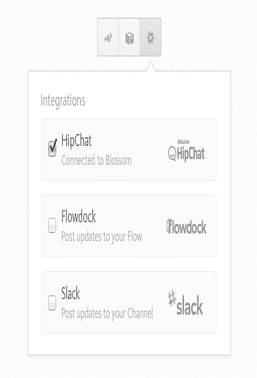 Integrations
HipChat
Connected to Blossom
Atlassian
HipChat
Flowdock
Post updates to your Flow
flowdock
Slack
Post updates to your Channel
slack